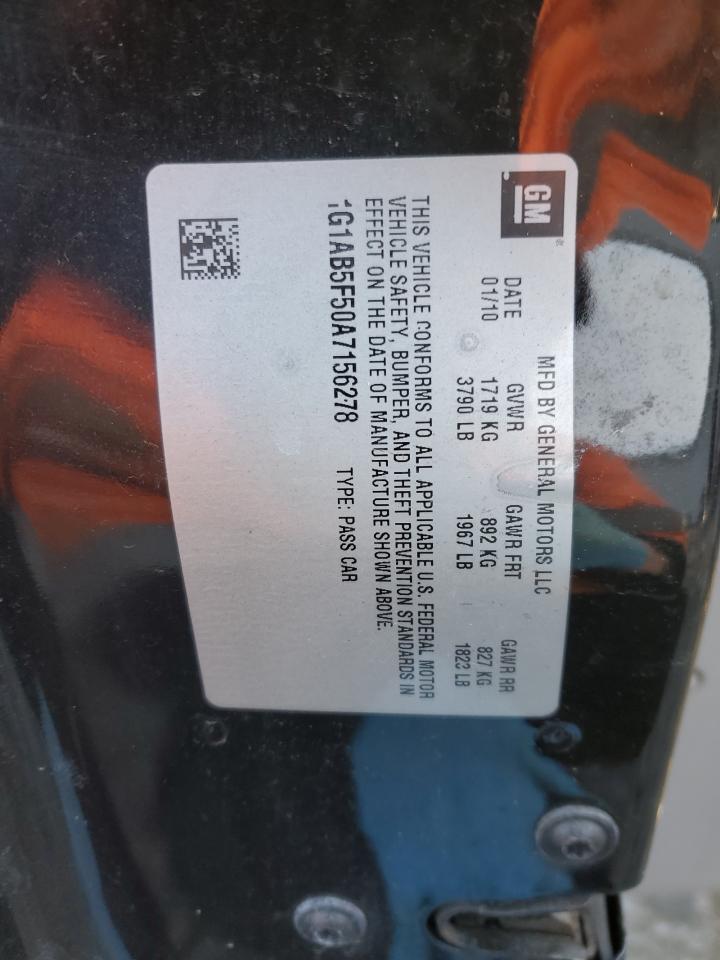 GM
MFD BY GENERAL MOTORS LLC
DATE GVWR GAWR FRT GAWR RR
01/10 1719 KG 892 KG 827 KG
3790 LB 1967 LB 1823 LB
THIS VEHICLE CONFORMS TO ALL APPLICABLE U.S. FEDERAL MOTOR
VEHICLE SAFETY, BUMPER, AND THEFT PREVENTION STANDARDS IN
EFFECT ON THE DATE OF MANUFACTURE SHOWN ABOVE.
1G1AB5F50A7156278 TYPE: PASS CAR